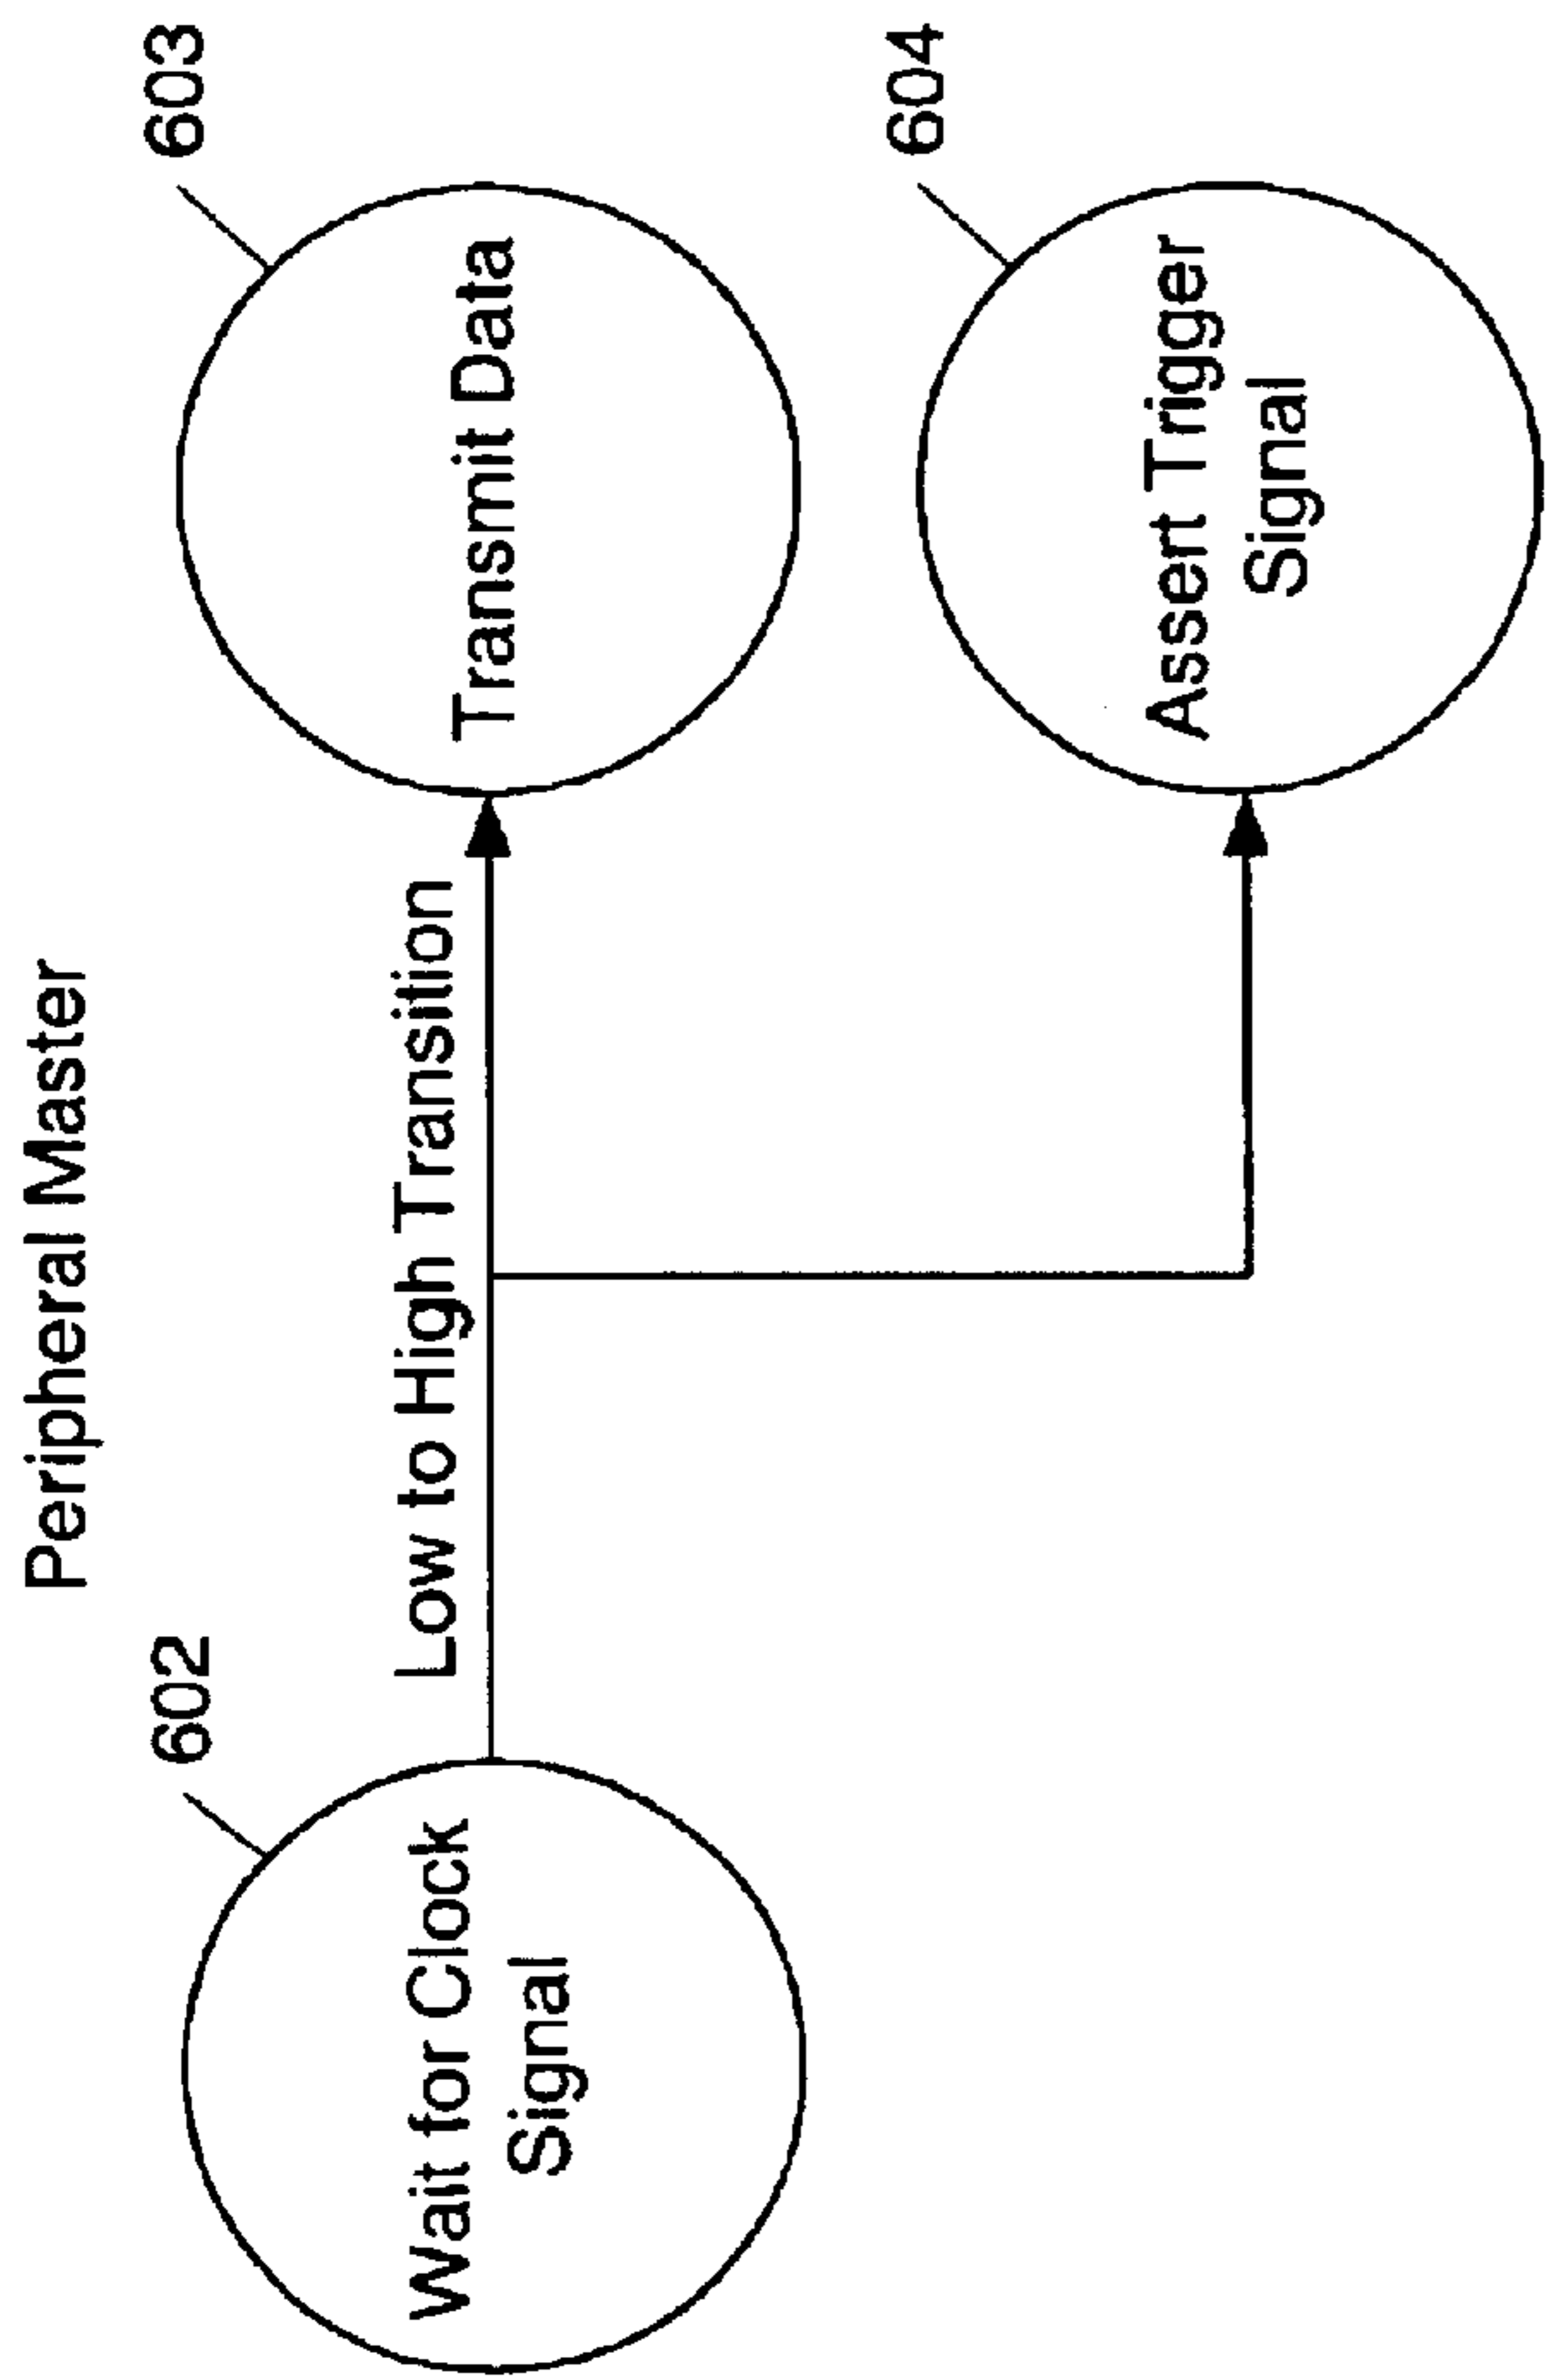 Peripheral Master
602
Wait for Clock
Signal
Low to High Transition
603
Transmit Data
604
Assert Trigger
Signal